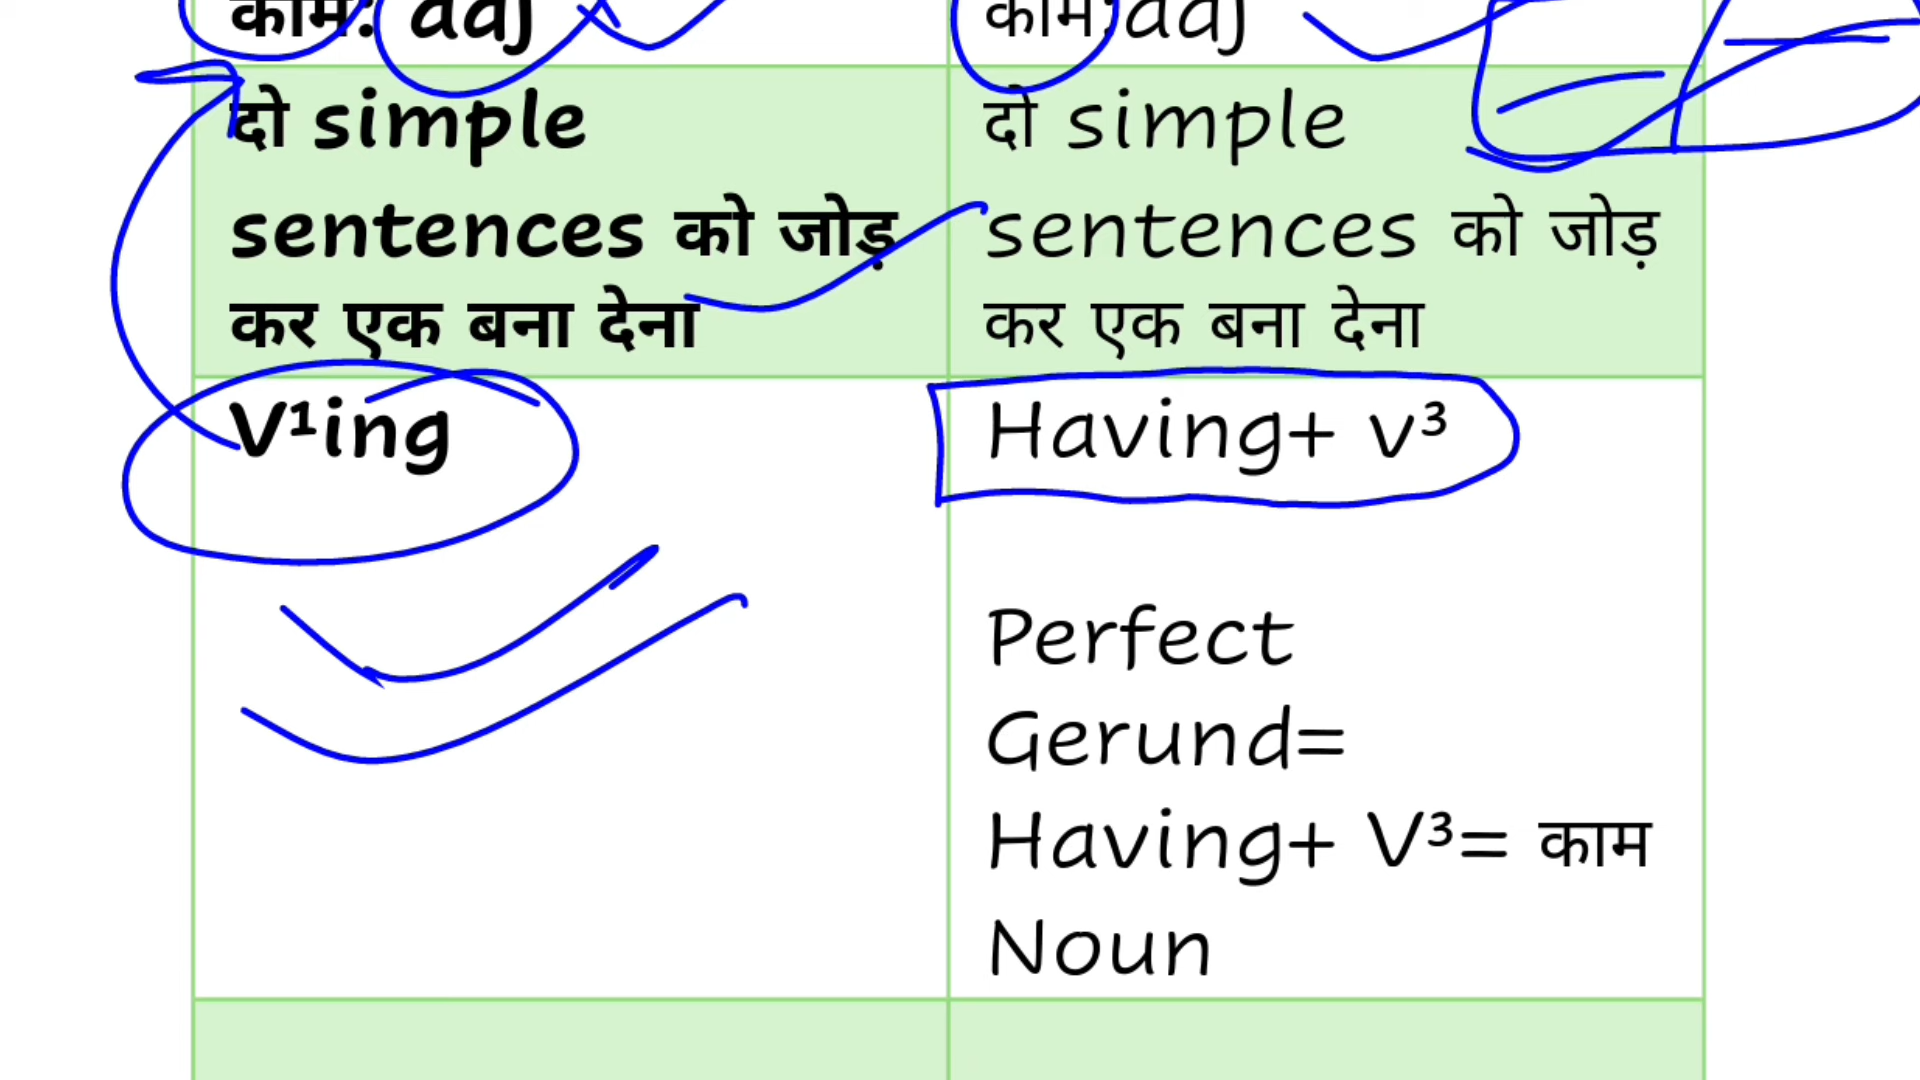 काम: adj
काम:adj
दो simple
sentences को जोड़
कर एक बना देना
दो simple
sentences को जोड़
कर एक बना देना
V¹ing
Having+ v³
Perfect
Gerund=
Having+ V³= काम
Noun